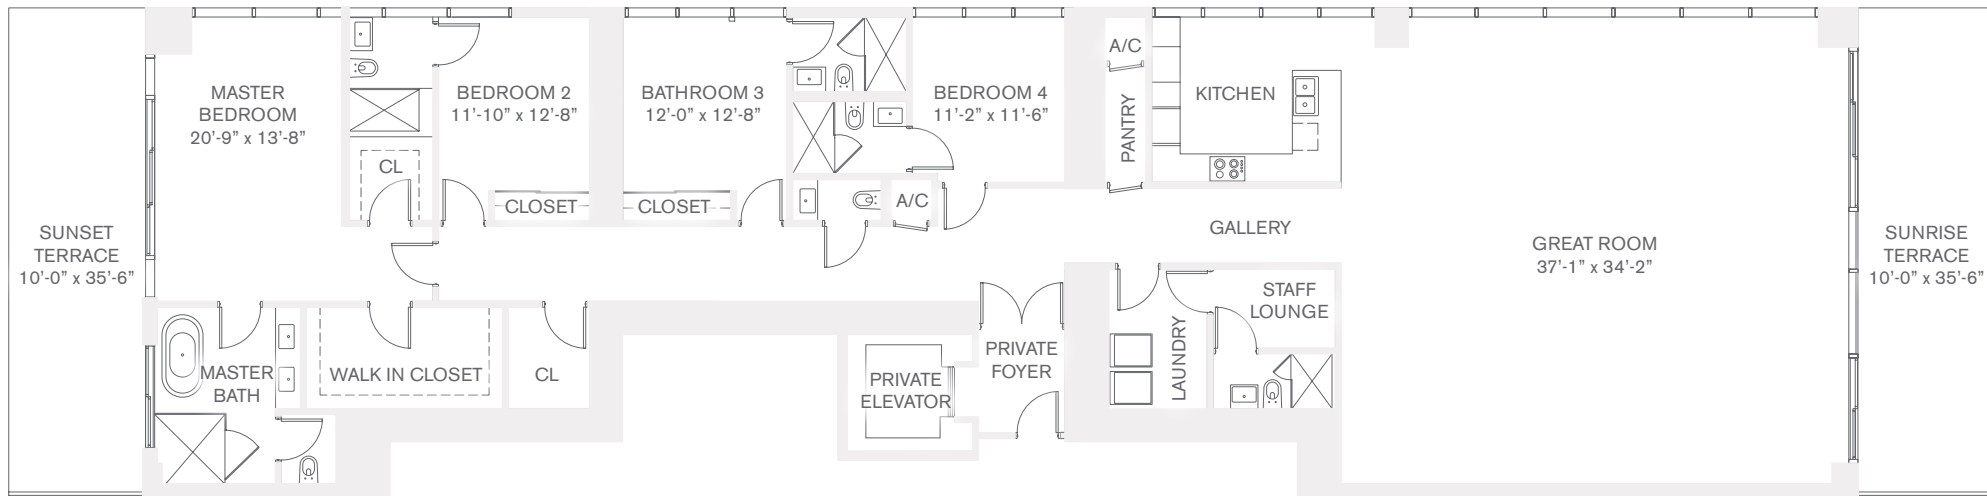 SUNSET
TERRACE
10’-0” x 35’-6”
MASTER
BEDROOM
20’-9” x 13’-8”
CL
BEDROOM 2
11’-10” x 12’-8”
CLOSET
BATHROOM 3
12’-0” x 12’-8”
CLOSET
A/C
BEDROOM 4
11’-2” x 11’-6”
A/C
PANTRY
KITCHEN
GALLERY
GREAT ROOM
37’-1” x 34’-2”
SUNRISE
TERRACE
10’-0” x 35’-6”
MASTER
BATH
WALK IN CLOSET
CL
PRIVATE
ELEVATOR
PRIVATE
FOYER
LAUNDRY
STAFF
LOUNGE